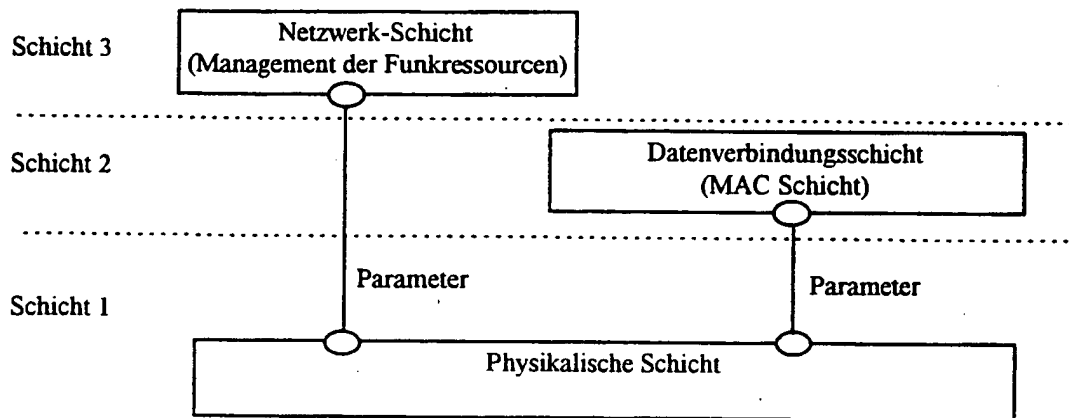 Schicht 3
Netzwerk-Schicht
(Management der Funkressourcen)
Schicht 2
Datenverbindungsschicht
(MAC Schicht)
Schicht 1
Parameter
Parameter
Physikalische Schicht